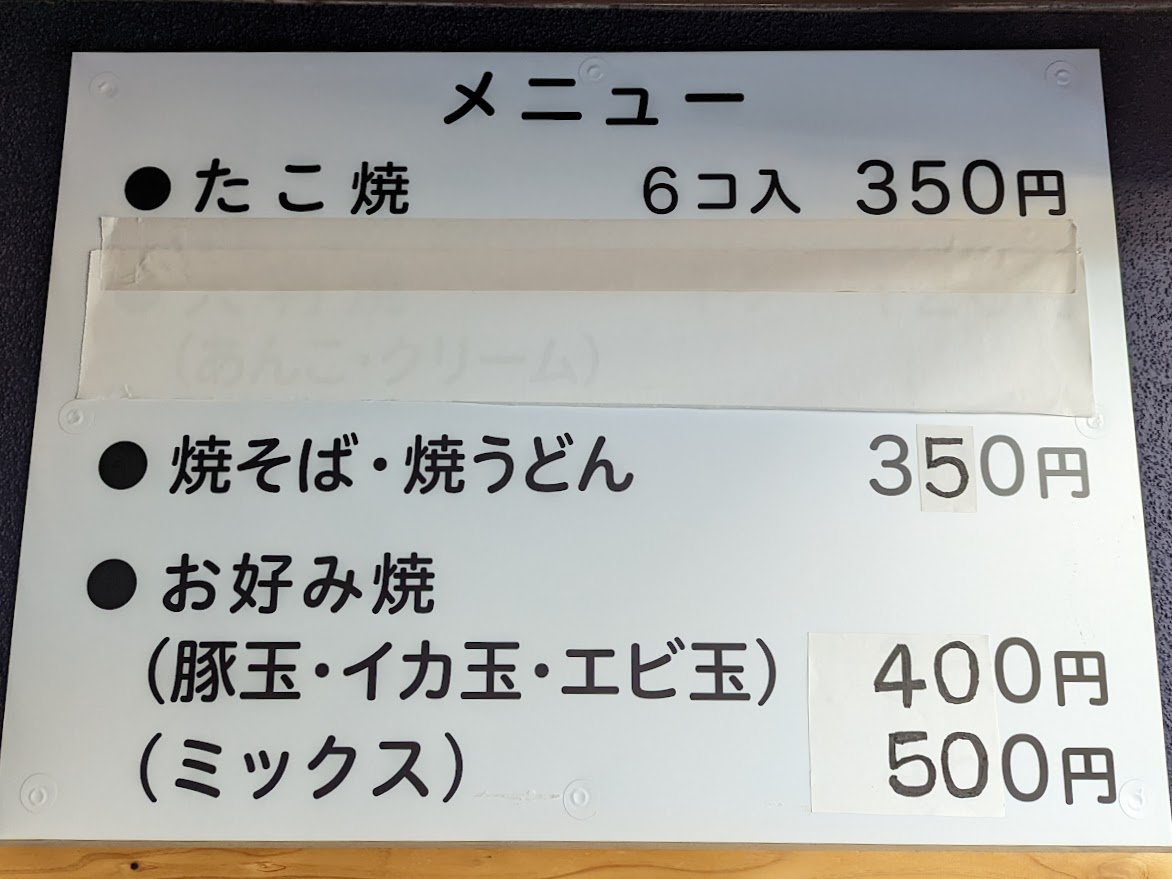 メニュー
●たこ焼 6コ入 350円
(あんこ・クリーム)
●焼そば・焼うどん 350円
●お好み焼
(豚玉・イカ玉・エビ玉) 400円
(ミックス) 500円